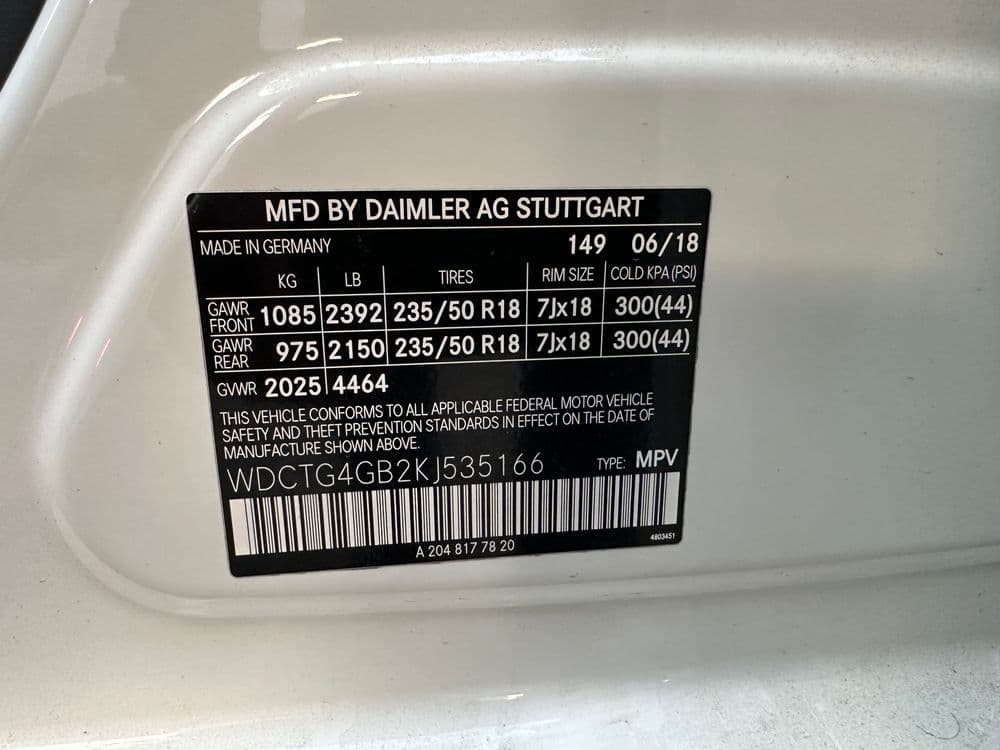 MFD BY DAIMLER AG STUTTGART
MADE IN GERMANY 149 06/18
KG LB TIRES RIM SIZE COLD KPA (PSI)
GAWR FRONT 1085 2392 235/50 R18 7Jx18 300(44)
GAWR REAR 975 2150 235/50 R18 7Jx18 300(44)
GVWR 2025 4464
THIS VEHICLE CONFORMS TO ALL APPLICABLE FEDERAL MOTOR VEHICLE
SAFETY AND THEFT PREVENTION STANDARDS IN EFFECT ON THE DATE OF
MANUFACTURE SHOWN ABOVE.
WDCTG4GB2KJ535166 TYPE: MPV
A 204 817 78 20 4803451